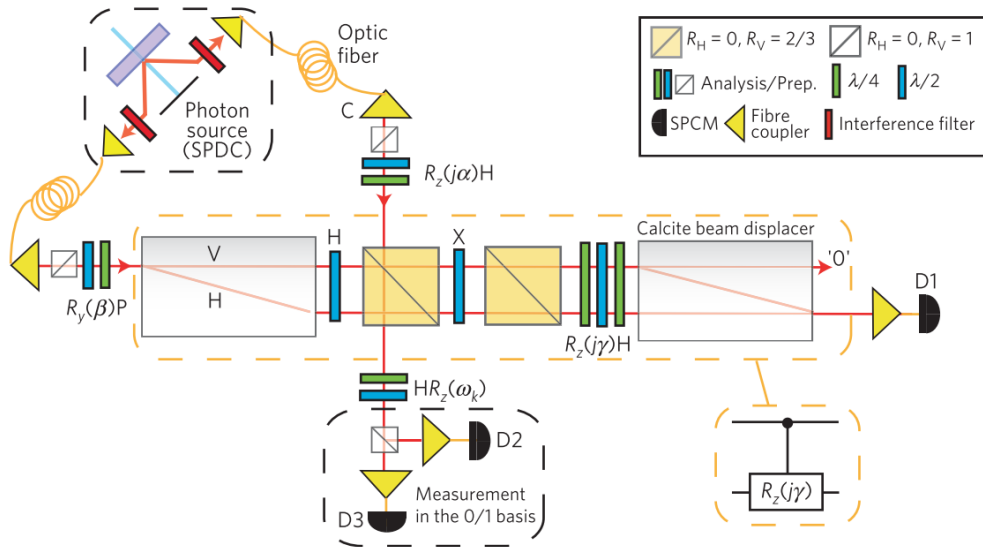 Optic
fiber
Photon
source
(SPDC)
C
R_z(jα)H
R_H = 0, R_V = 2/3
R_H = 0, R_V = 1
Analysis/Prep.
λ/4
λ/2
SPCM
Fibre
coupler
Interference filter
V
H
H
X
Calcite beam displacer
'0'
D1
R_y(β)P
R_z(jγ)H
HR_z(ω_k)
D2
D3
Measurement
in the 0/1 basis
R_z(jγ)